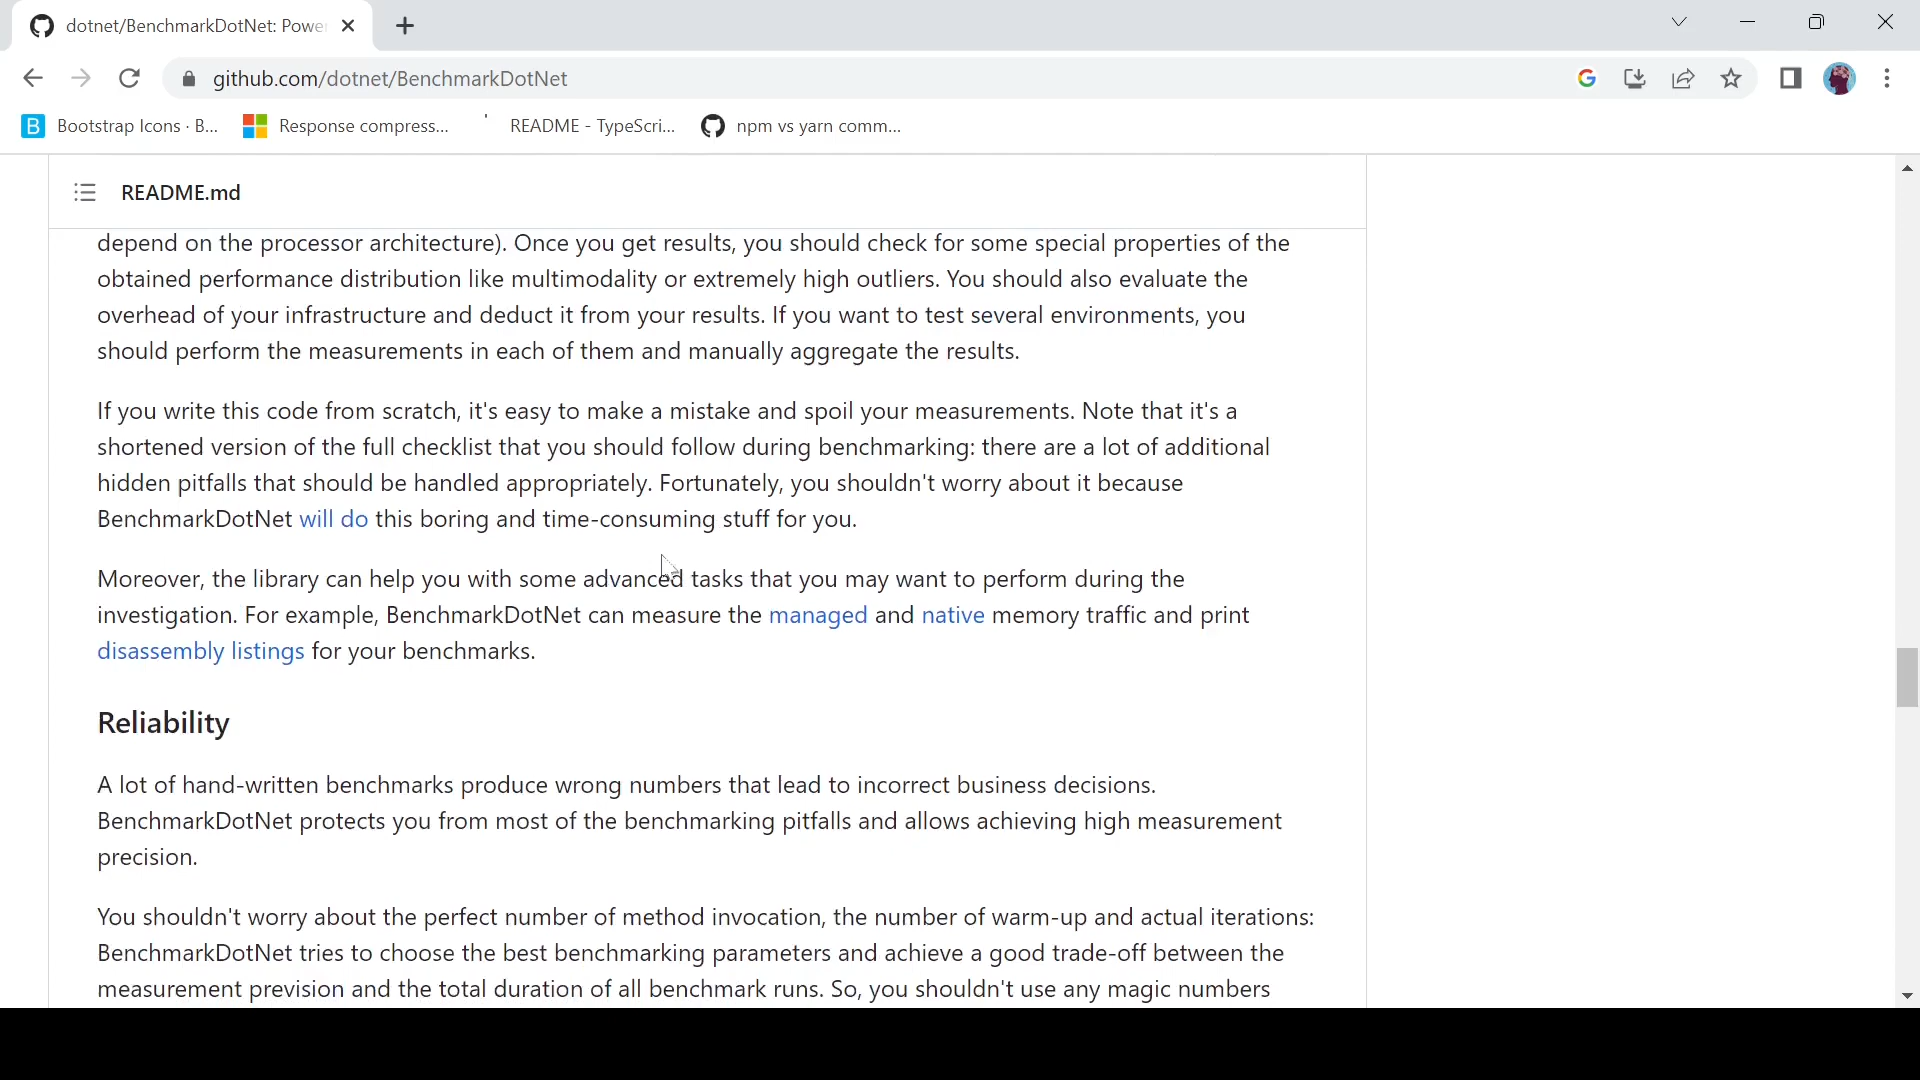 dotnet/BenchmarkDotNet: Power
github.com/dotnet/BenchmarkDotNet
Bootstrap Icons · B...
Response compress...
README - TypeScri...
npm vs yarn comm...
README.md
depend on the processor architecture). Once you get results, you should check for some special properties of the
obtained performance distribution like multimodality or extremely high outliers. You should also evaluate the
overhead of your infrastructure and deduct it from your results. If you want to test several environments, you
should perform the measurements in each of them and manually aggregate the results.
If you write this code from scratch, it's easy to make a mistake and spoil your measurements. Note that it's a
shortened version of the full checklist that you should follow during benchmarking: there are a lot of additional
hidden pitfalls that should be handled appropriately. Fortunately, you shouldn't worry about it because
BenchmarkDotNet will do this boring and time-consuming stuff for you.
Moreover, the library can help you with some advanced tasks that you may want to perform during the
investigation. For example, BenchmarkDotNet can measure the managed and native memory traffic and print
disassembly listings for your benchmarks.
Reliability
A lot of hand-written benchmarks produce wrong numbers that lead to incorrect business decisions.
BenchmarkDotNet protects you from most of the benchmarking pitfalls and allows achieving high measurement
precision.
You shouldn't worry about the perfect number of method invocation, the number of warm-up and actual iterations:
BenchmarkDotNet tries to choose the best benchmarking parameters and achieve a good trade-off between the
measurement prevision and the total duration of all benchmark runs. So, you shouldn't use any magic numbers